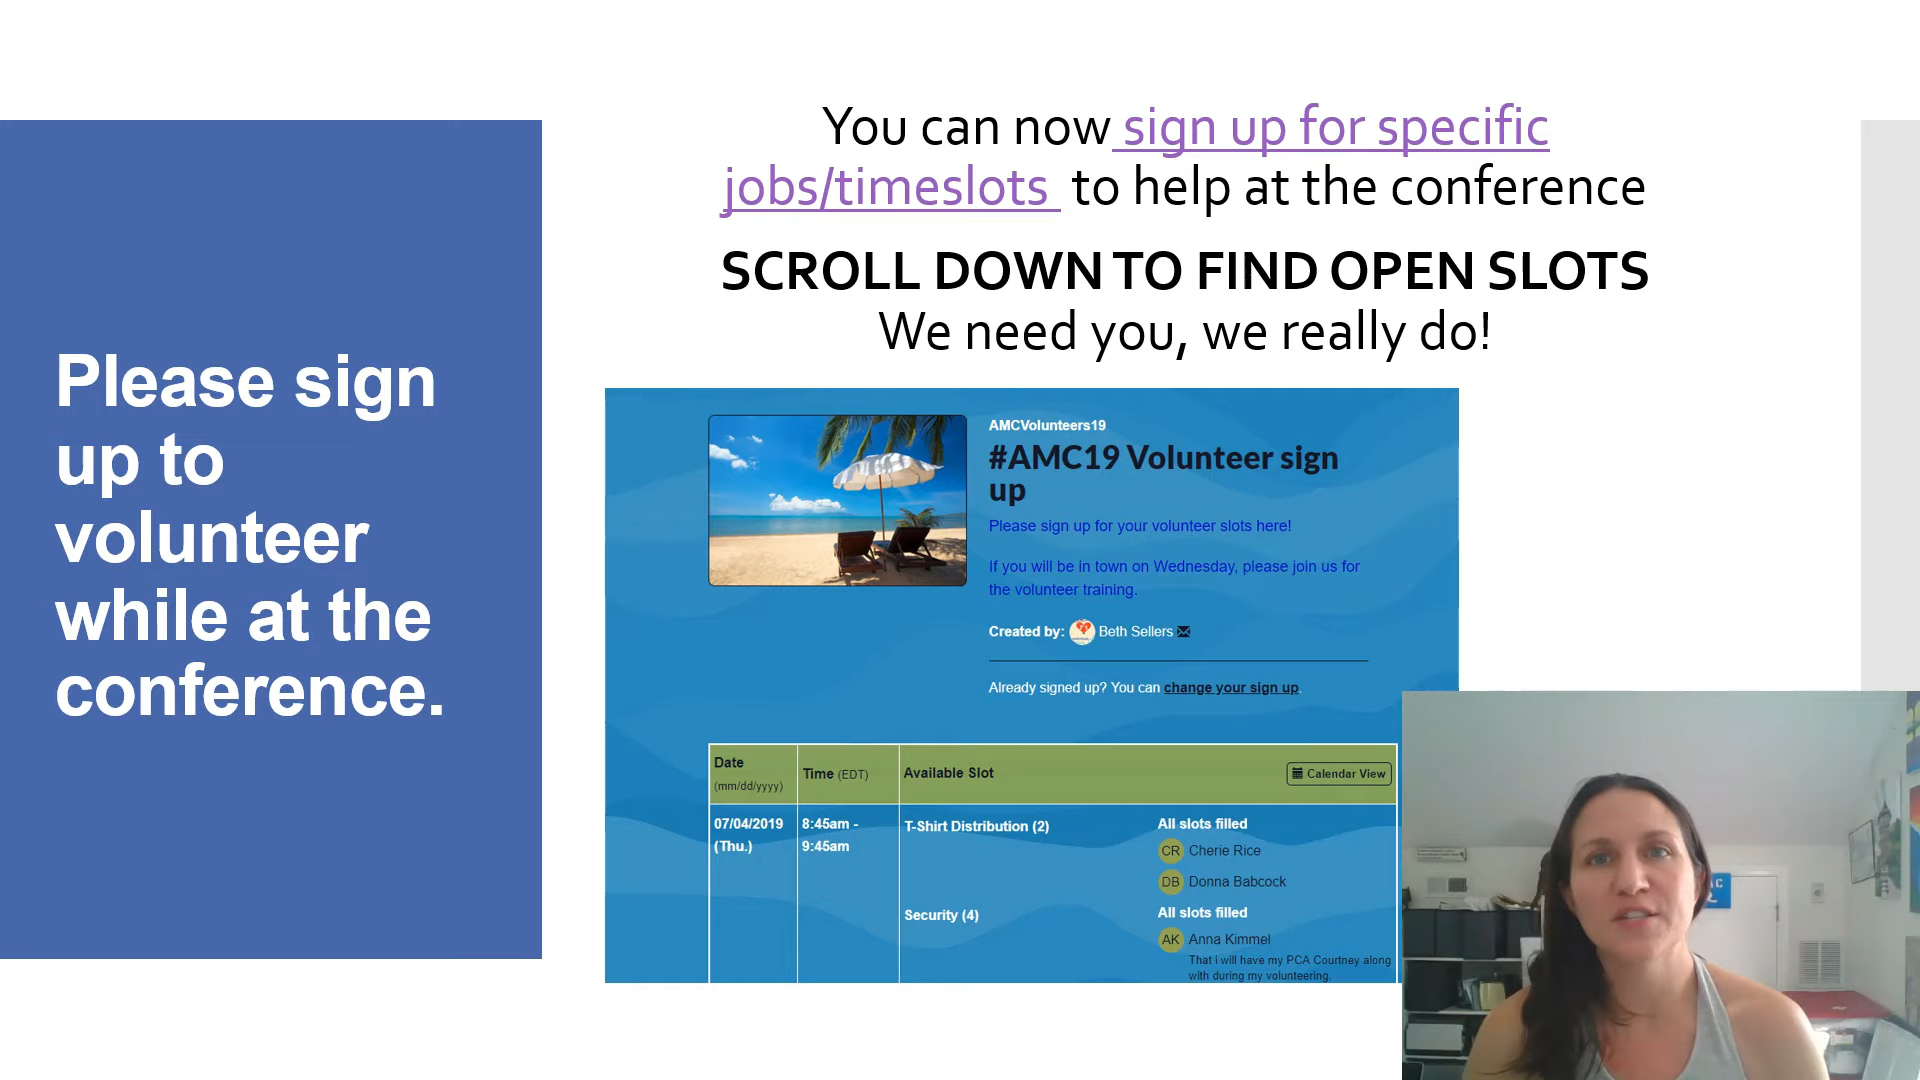 Please sign
up to
volunteer
while at the
conference.
You can now sign up for specific
jobs/timeslots to help at the conference
SCROLL DOWN TO FIND OPEN SLOTS
We need you, we really do!
AMCVolunteers19
#AMC19 Volunteer sign
up
Please sign up for your volunteer slots here!
If you will be in town on Wednesday, please join us for
the volunteer training.
Created by: Beth Sellers
Already signed up? You can change your sign up.
Date
(mm/dd/yyyy)
Time (EDT)
Available Slot
Calendar View
07/04/2019
(Thu.)
8:45am -
9:45am
T-Shirt Distribution (2)
All slots filled
CR Cherie Rice
DB Donna Babcock
Security (4)
All slots filled
AK Anna Kimmel
That i will have my PCA Courtney along
with during my volunteering.